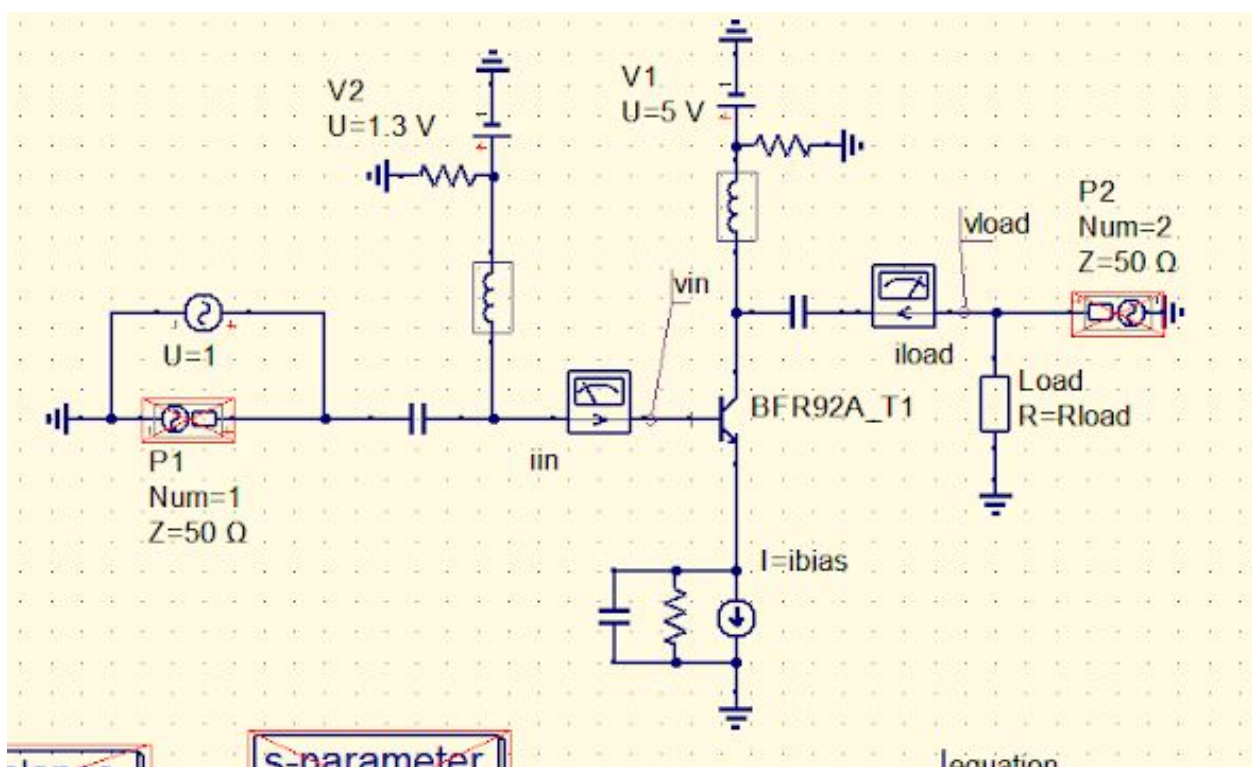 V2
U=1.3 V
V1
U=5 V
P2
Num=2
Z=50 Ω
vload
vin
U=1
iload
Load
R=Rload
BFR92A_T1
iin
P1
Num=1
Z=50 Ω
I=ibias
s-parameter
equation